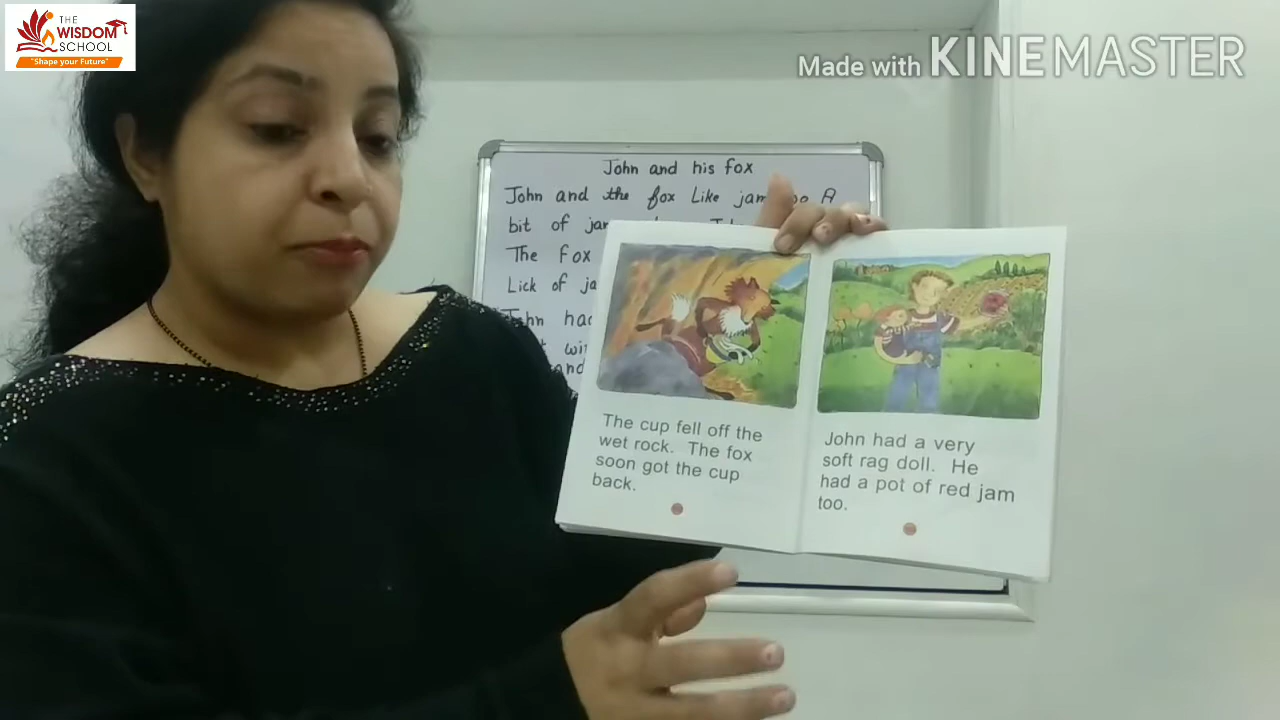 THE
WISDOM
SCHOOL
"Shape your Future"
Made with KINEMASTER
John and his fox
John and the fox Like jam
bit of
The Fox
Lick of
John had
The cup fell off the
wet rock. The fox
soon got the cup
back.
John had a very
soft rag doll. He
had a pot of red jam
too.